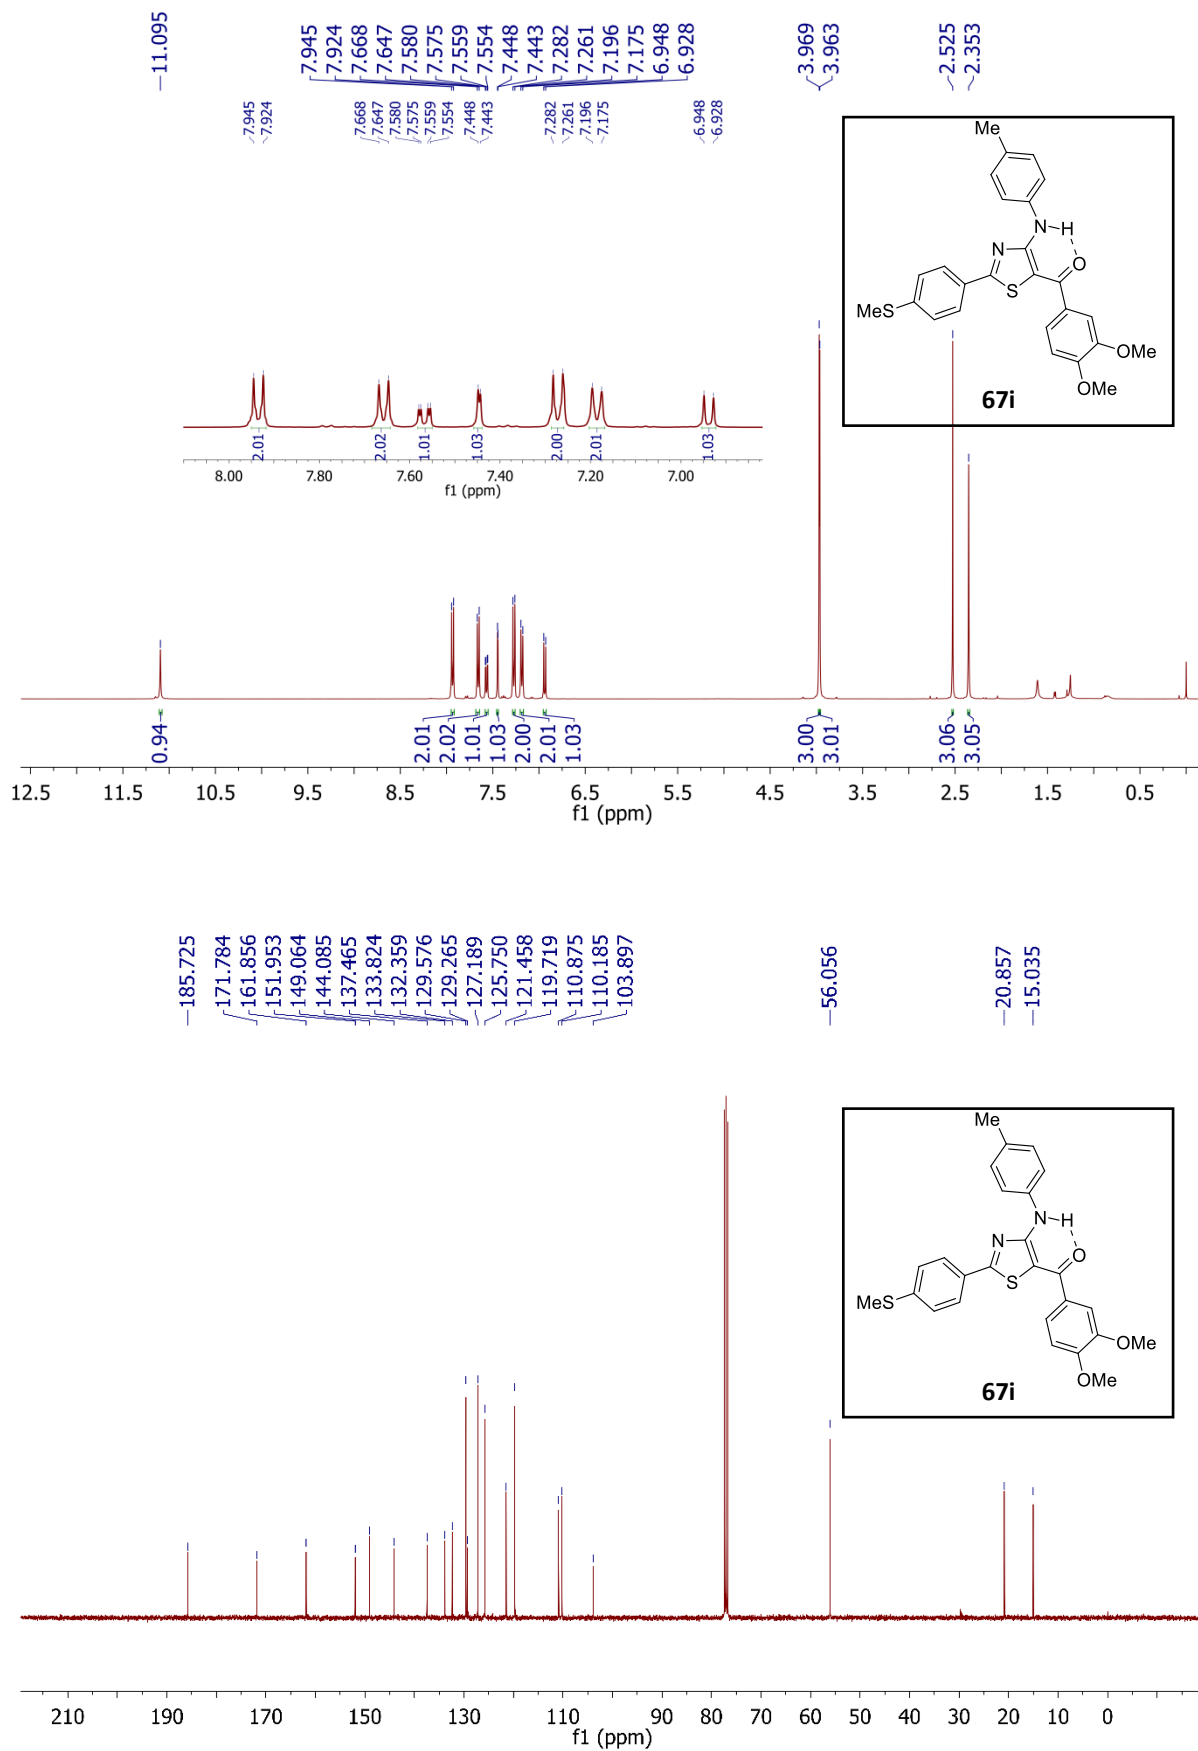 11.095
7.945
7.924
7.668
7.647
7.580
7.575
7.559
7.554
7.448
7.443
7.282
7.261
7.196
7.175
6.948
6.928
3.969
3.963
2.525
2.353
7.945
7.924
7.668
7.647
7.580
7.575
7.559
7.554
7.448
7.443
7.282
7.261
7.196
7.175
6.948
6.928
Me
N H
N
O
S
MeS
OMe
OMe
67i
2.01 2.02 1.01 1.03 2.00 2.01 1.03
8.00 7.80 7.60 7.40 7.20 7.00
f1 (ppm)
0.94 2.01 2.02 1.01 1.03 2.00 2.01 1.03 3.00 3.01 3.06 3.05
12.5 11.5 10.5 9.5 8.5 7.5 6.5 5.5 4.5 3.5 2.5 1.5 0.5
f1 (ppm)
185.725
171.784
161.856
151.953
149.064
144.085
137.465
133.824
132.359
129.576
129.265
127.189
125.750
121.458
119.719
110.875
110.185
103.897
56.056
20.857
15.035
Me
N H
N
O
S
MeS
OMe
OMe
67i
210 190 170 150 130 110 90 80 70 60 50 40 30 20 10 0
f1 (ppm)